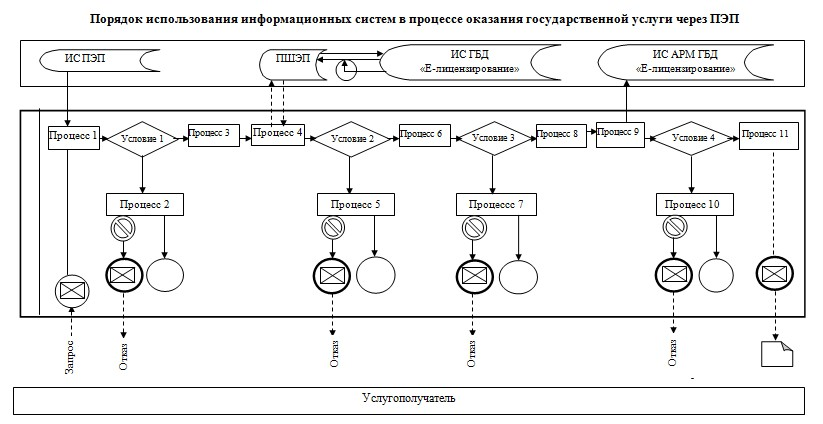 Порядок использования информационных систем в процессе оказания государственной услуги через ПЭП
ИС ПЭП
ПШЭП
ИС ГБД
«Е-лицензирование»
ИС АРМ ГБД
«Е-лицензирование»
Процесс 1
Условие 1
Процесс 3
Процесс 4
Условие 2
Процесс 6
Условие 3
Процесс 8
Процесс 9
Условие 4
Процесс 11
Процесс 2
Процесс 5
Процесс 7
Процесс 10
Запрос
Отказ
Отказ
Отказ
Отказ
Услугополучатель